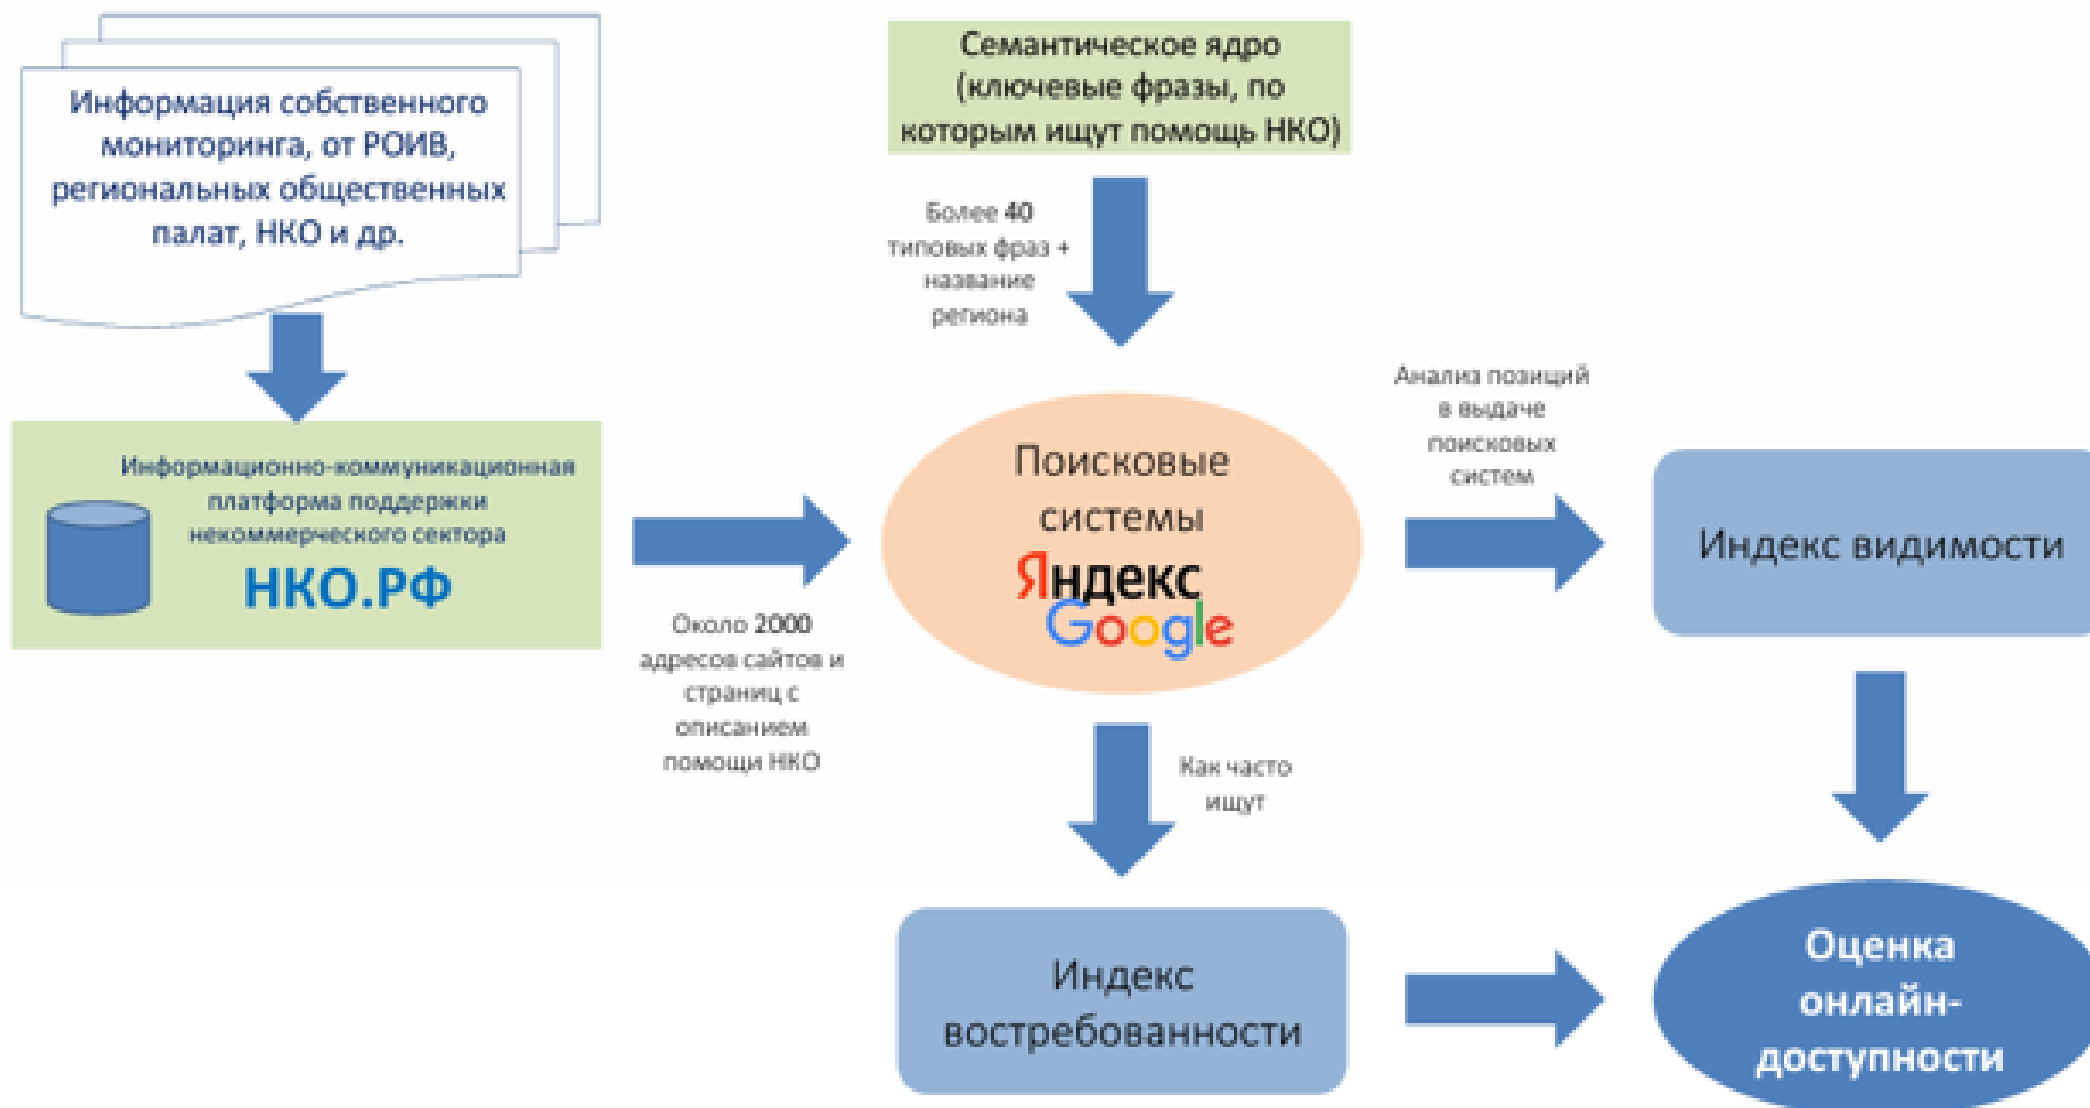 Информация собственного
мониторинга, от РОИВ,
региональных общественных
палат, НКО и др.
Информационно-коммуникационная
платформа поддержки
некоммерческого сектора
НКО.РФ
Около 2000
адресов сайтов и
страниц с
описанием
помощи НКО
Семантическое ядро
(ключевые фразы, по
которым ищут помощь НКО)
Более 40
типовых фраз +
название
региона
Поисковые
системы
Яндекс
Google
Анализ позиций
в выдаче
поисковых
систем
Индекс видимости
Как часто
ищут
Индекс
востребованности
Оценка
онлайн-
доступности